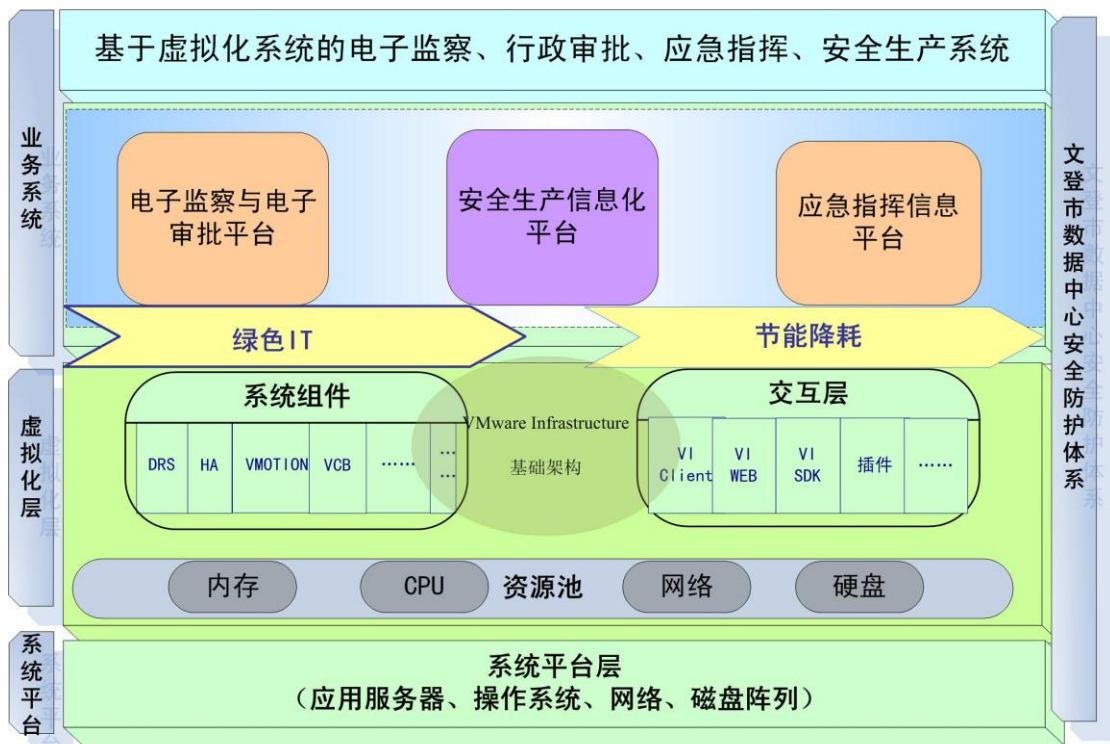 基于虚拟化系统的电子监察、行政审批、应急指挥、安全生产系统
业务系统
电子监察与电子
审批平台
安全生产信息化
平台
应急指挥信息
平台
绿色IT
节能降耗
虚拟化层
系统组件
DRS
HA
VMOTION
VCB
……
…
…
VMware Infrastructure
基础架构
交互层
VI
Client
VI
WEB
VI
SDK
插件
……
内存
CPU
资源池
网络
硬盘
系统平台
系统平台层
（应用服务器、操作系统、网络、磁盘阵列）
文登市数据中心安全防护体系